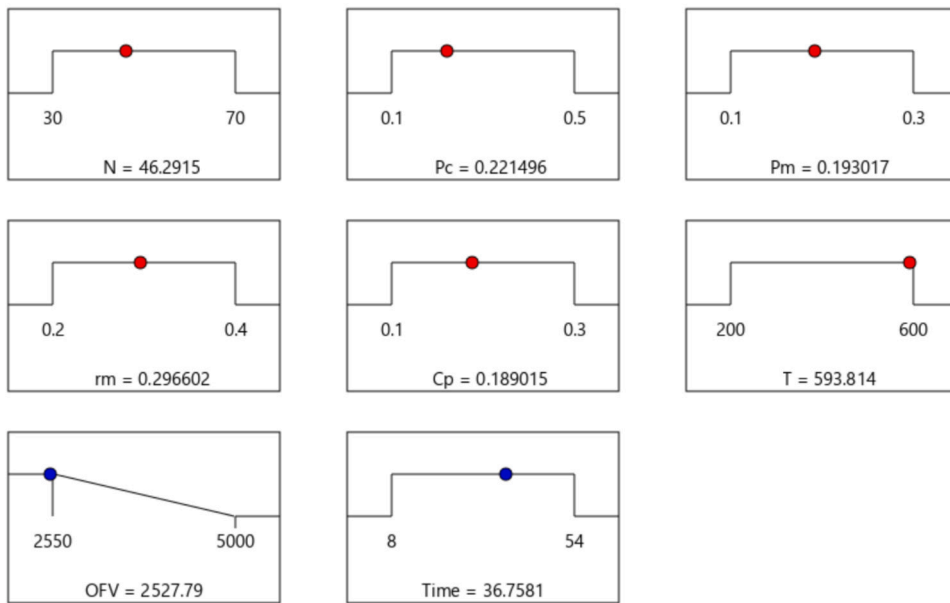 30 70
N = 46.2915
0.1 0.5
Pc = 0.221496
0.1 0.3
Pm = 0.193017
0.2 0.4
rm = 0.296602
0.1 0.3
Cp = 0.189015
200 600
T = 593.814
2550 5000
OFV = 2527.79
8 54
Time = 36.7581